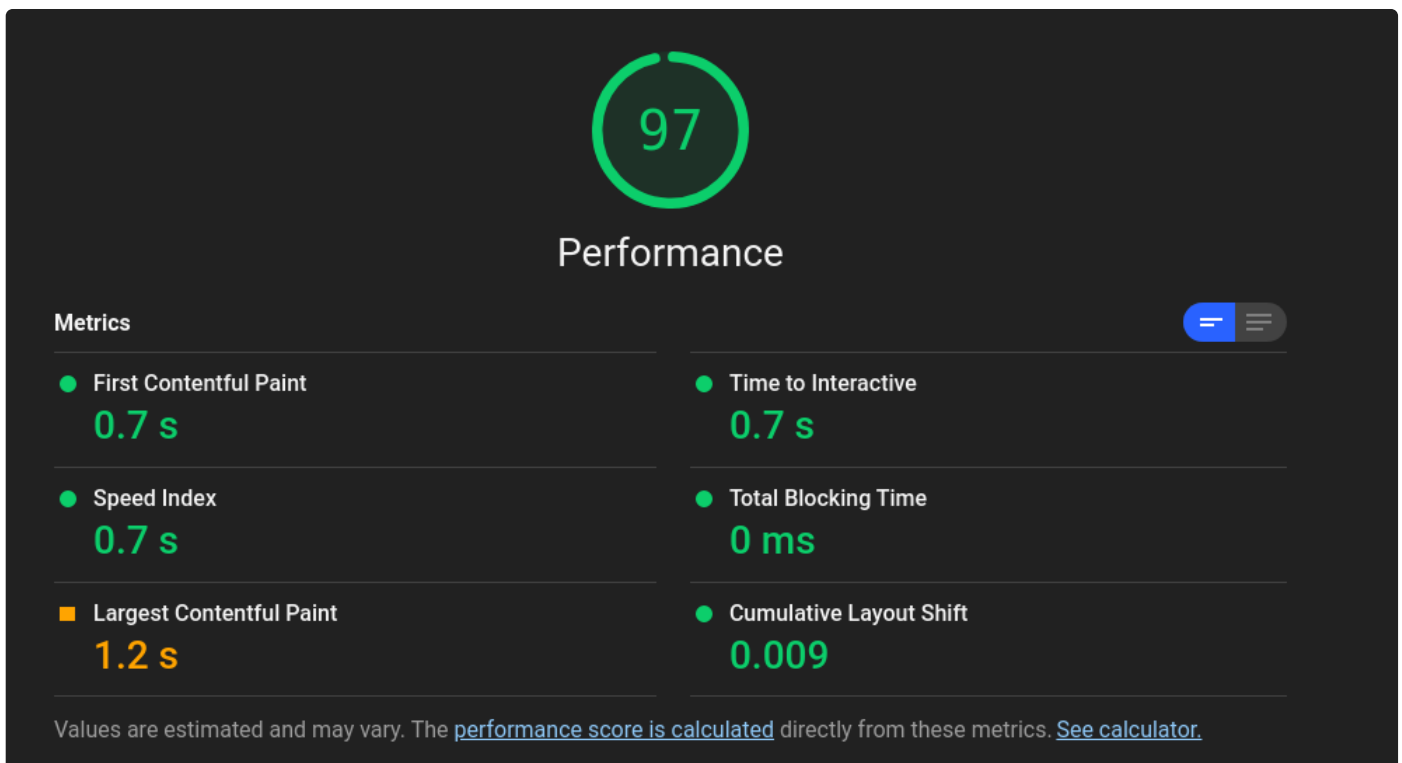 97
Performance
Metrics
First Contentful Paint
0.7 s
Time to Interactive
0.7 s
Speed Index
0.7 s
Total Blocking Time
0 ms
Largest Contentful Paint
1.2 s
Cumulative Layout Shift
0.009
Values are estimated and may vary. The performance score is calculated directly from these metrics. See calculator.